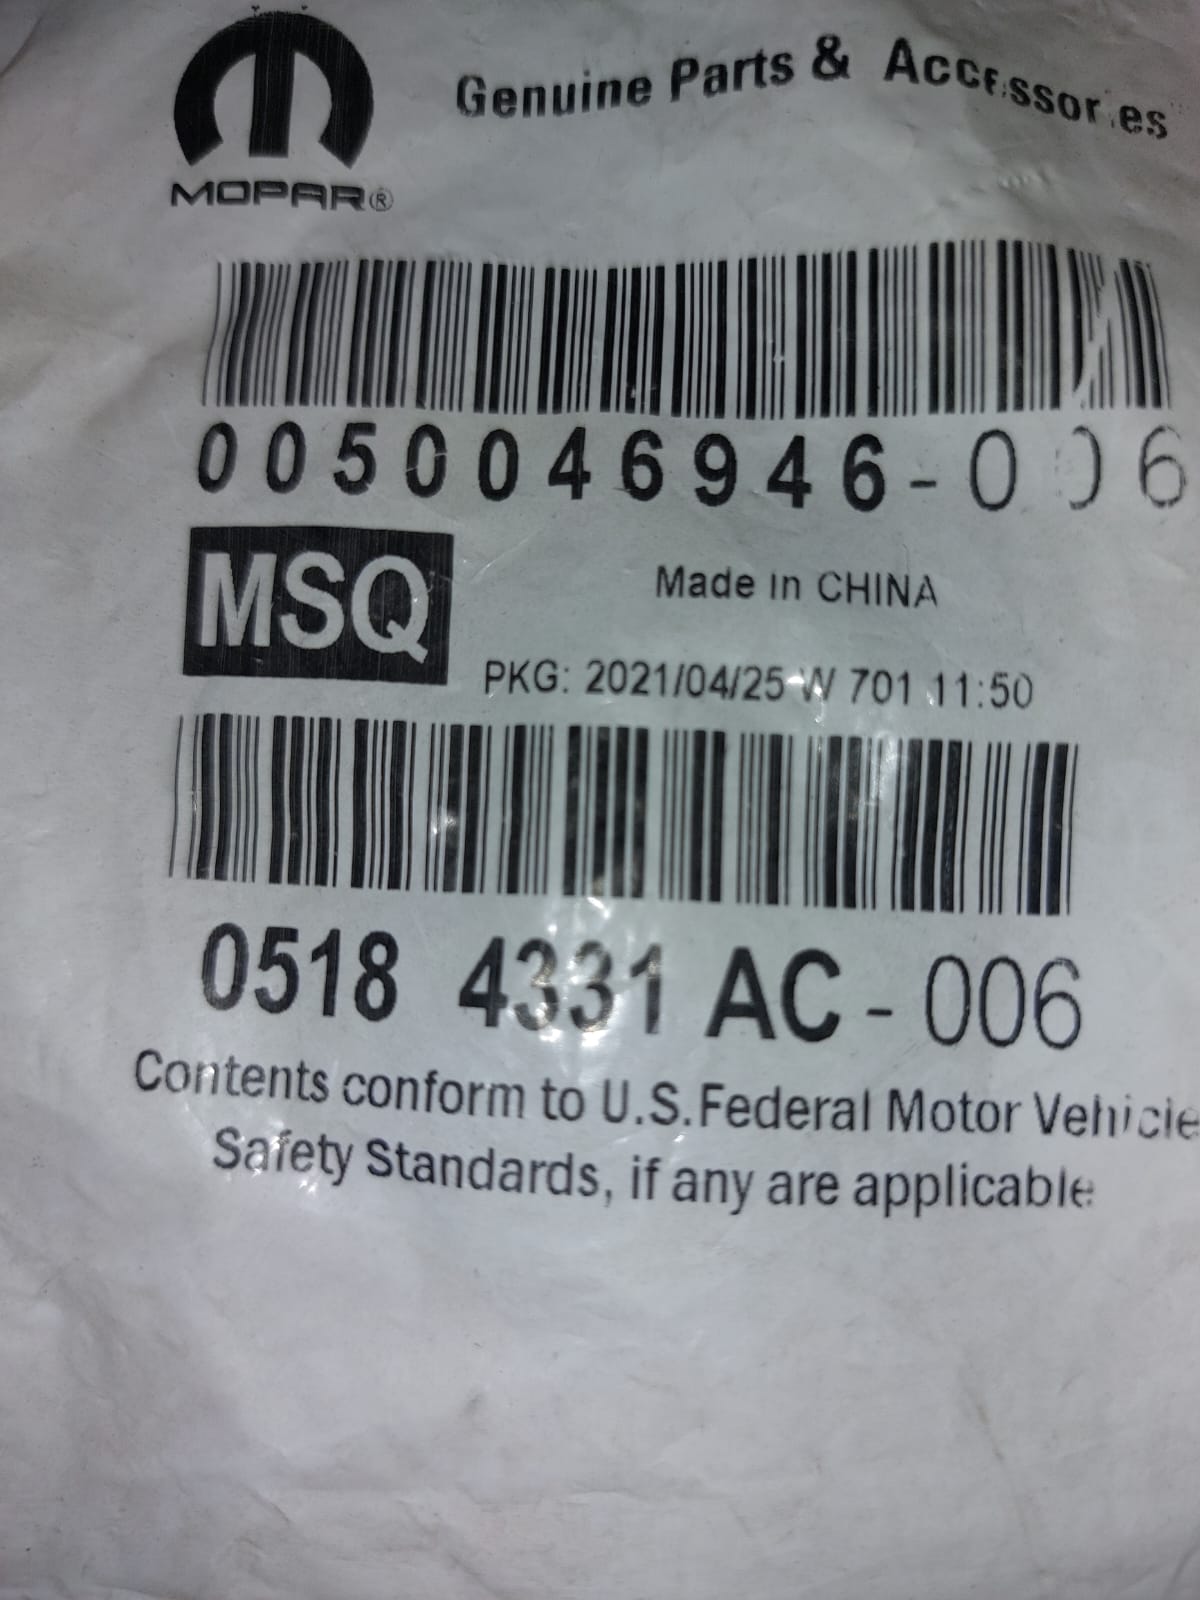 Genuine Parts & Accessories
MOPAR®
0050046946-006
MSQ
Made in CHINA
PKG: 2021/04/25 W 701 11:50
0518 4331 AC - 006
Contents conform to U.S.Federal Motor Vehicle
Safety Standards, if any are applicable